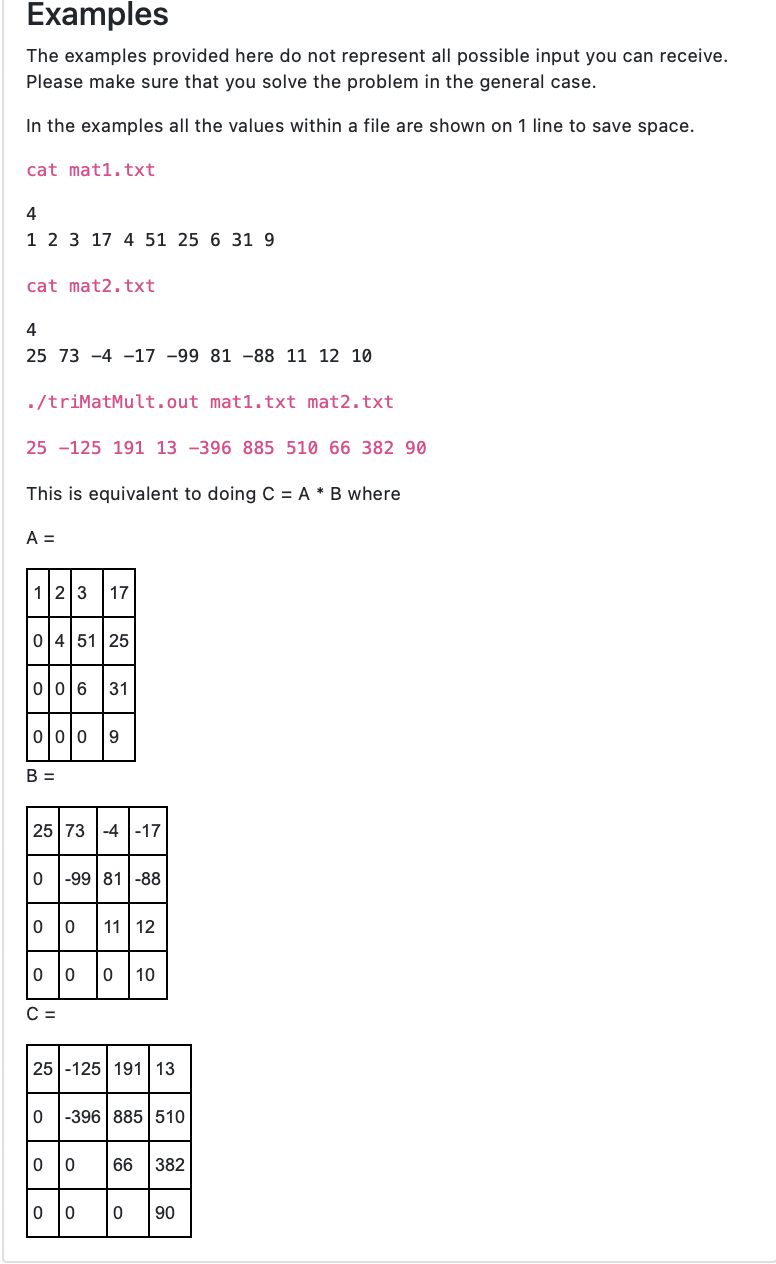 Examples
The examples provided here do not represent all possible input you can receive.
Please make sure that you solve the problem in the general case.
In the examples all the values within a file are shown on 1 line to save space.
cat mat1.txt
4
1 2 3 17 4 51 25 6 31 9
cat mat2.txt
4
25 73 -4 -17 -99 81 -88 11 12 10
./triMatMult.out mat1.txt mat2.txt
25 -125 191 13 -396 885 510 66 382 90
This is equivalent to doing C = A * B where
A =
1 2 3 17
0 4 51 25
0 0 6 31
0 0 0 9
B =
25 73 -4 -17
0 -99 81 -88
0 0 11 12
0 0 0 10
C =
25 -125 191 13
0 -396 885 510
0 0 66 382
0 0 0 90